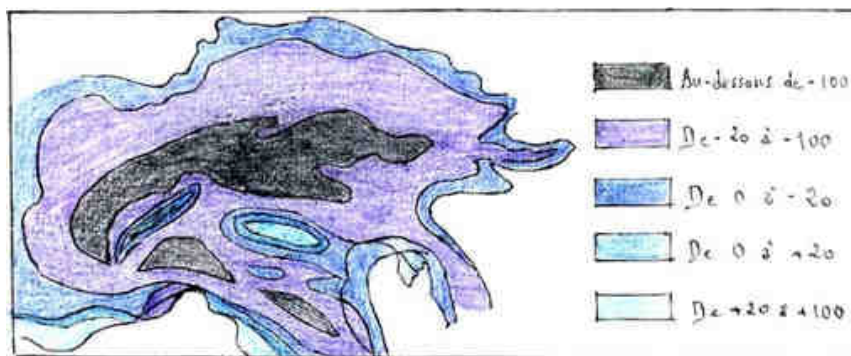 Au-dessous de -100
De -20 à -100
De 0 à -20
De 0 à +20
De +20 à +100